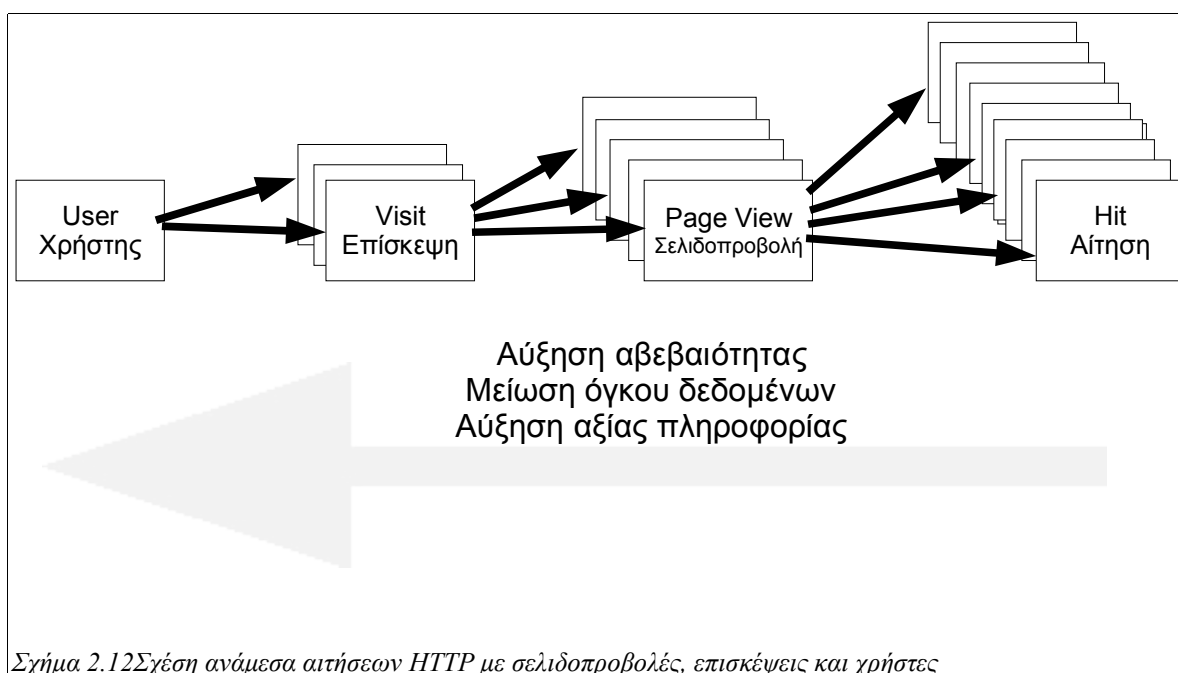 User
Χρήστης
Visit
Επίσκεψη
Page View
Σελιδοπροβολή
Hit
Αίτηση
Αύξηση αβεβαιότητας
Μείωση όγκου δεδομένων
Αύξηση αξίας πληροφορίας
Σχήμα 2.12Σχέση ανάμεσα αιτήσεων HTTP με σελιδοπροβολές, επισκέψεις και χρήστες